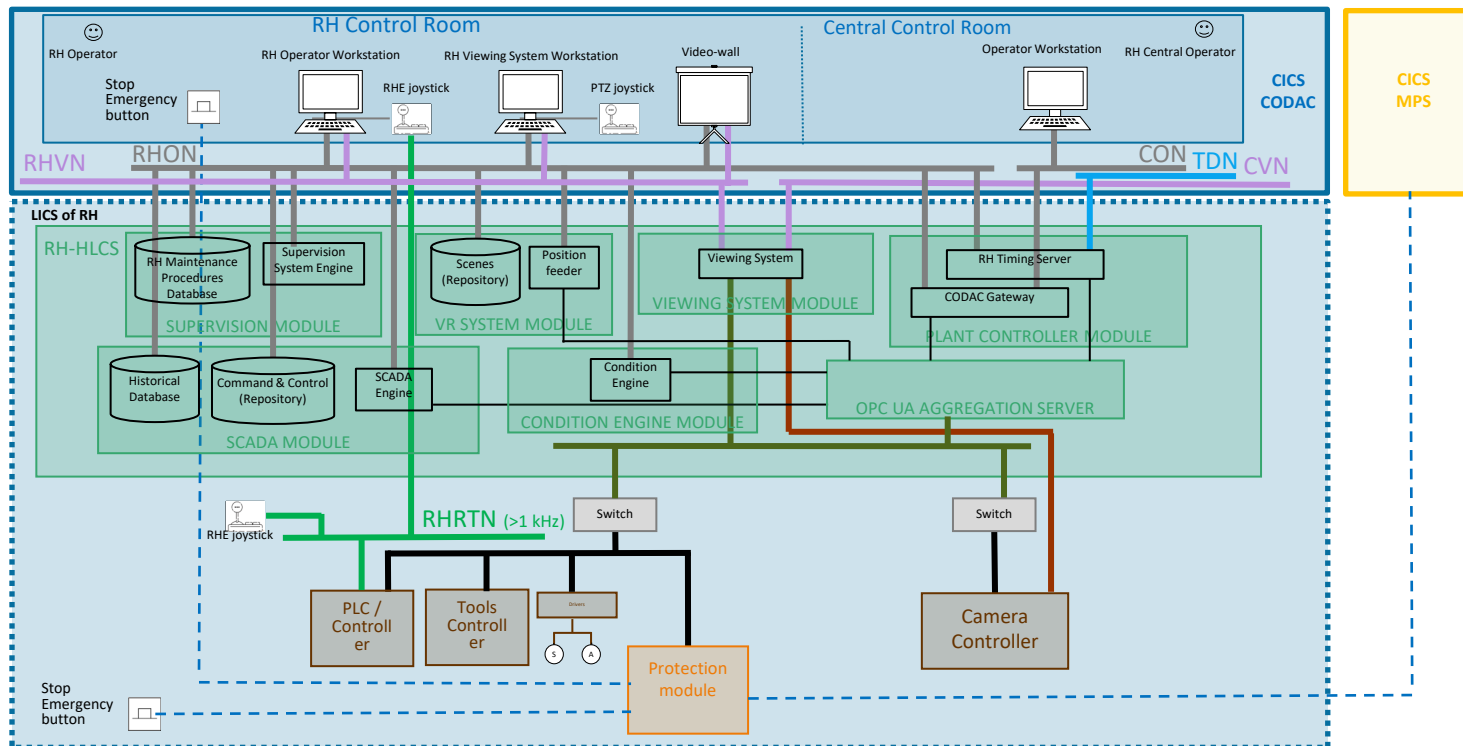 RH Control Room
Central Control Room
RH Operator
RH Operator Workstation
RH Viewing System Workstation
Video-wall
Operator Workstation
RH Central Operator
Stop
Emergency
button
RHE joystick
PTZ joystick
CICS
CODAC
CICS
MPS
RHVN
RHON
CON
TDN
CVN
LICS of RH
RH-HLCS
RH Maintenance
Procedures
Database
Supervision
System Engine
SUPERVISION MODULE
Scenes
(Repository)
Position
feeder
VR SYSTEM MODULE
Viewing System
VIEWING SYSTEM MODULE
RH Timing Server
CODAC Gateway
PLANT CONTROLLER MODULE
Historical
Database
Command & Control
(Repository)
SCADA
Engine
SCADA MODULE
Condition
Engine
CONDITION ENGINE MODULE
OPC UA AGGREGATION SERVER
RHE joystick
RHRTN (>1 kHz)
Switch
Switch
PLC /
Controll
er
Tools
Controll
er
Drivers
S
A
Camera
Controller
Protection
module
Stop
Emergency
button